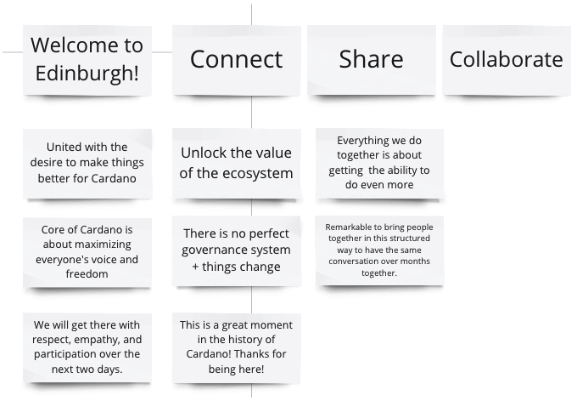 Welcome to
Edinburgh!
Connect
Share
Collaborate
United with the
desire to make things
better for Cardano
Unlock the value
of the ecosystem
Everything we do
together is about
getting the ability to
do even more
Core of Cardano is
about maximizing
everyone's voice and
freedom
There is no perfect
governance system
+ things change
Remarkable to bring people
together in this structured
way to have the same
conversation over months
together.
We will get there with
respect, empathy, and
participation over the
next two days.
This is a great moment
in the history of
Cardano! Thanks for
being here!